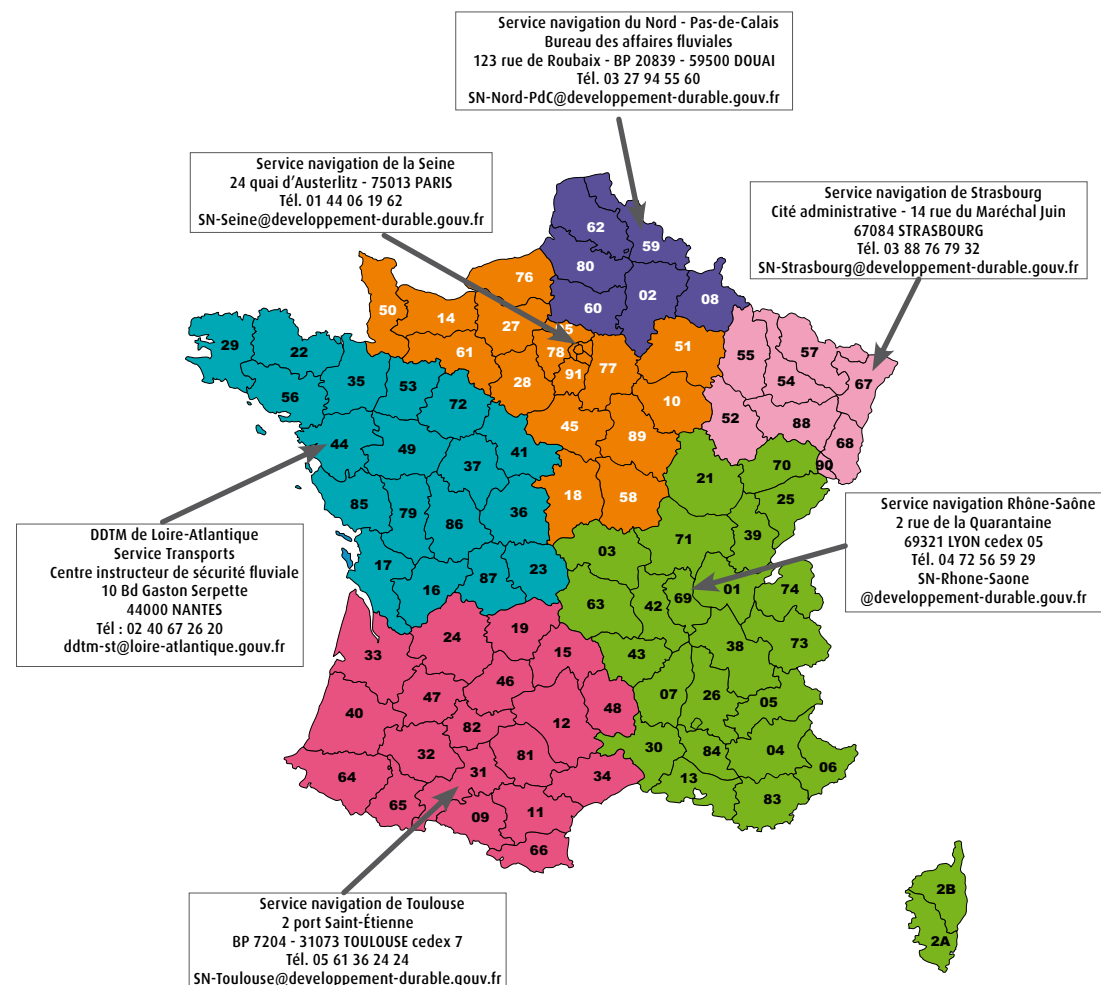 Service navigation du Nord - Pas-de-Calais
Bureau des affaires fluviales
123 rue de Roubaix - BP 20839 - 59500 DOUAI
Tél. 03 27 94 55 60
SN-Nord-PdC@developpement-durable.gouv.fr
Service navigation de la Seine
24 quai d’Austerlitz - 75013 PARIS
Tél. 01 44 06 19 62
SN-Seine@developpement-durable.gouv.fr
Service navigation de Strasbourg
Cité administrative - 14 rue du Maréchal Juin
67084 STRASBOURG
Tél. 03 88 76 79 32
SN-Strasbourg@developpement-durable.gouv.fr
62
59
80
76
02
60
08
50
14
27
51
29
22
78
55
57
61
77
91
54
67
35
53
28
56
72
10
52
88
45
89
68
44
49
41
37
70
90
21
18
58
25
85
79
86
36
71
39
03
17
87
23
16
63
42
69
01
74
24
19
38
73
33
15
43
46
07
26
05
47
48
40
12
82
30
84
04
32
81
06
31
34
13
64
83
65
09
11
66
2B
2A
Service navigation Rhône-Saône
2 rue de la Quarantaine
69321 LYON cedex 05
Tél. 04 72 56 59 29
SN-Rhone-Saone
@developpement-durable.gouv.fr
DDTM de Loire-Atlantique
Service Transports
Centre instructeur de sécurité fluviale
10 Bd Gaston Serpette
44000 NANTES
Tél : 02 40 67 26 20
ddtm-st@loire-atlantique.gouv.fr
Service navigation de Toulouse
2 port Saint-Étienne
BP 7204 - 31073 TOULOUSE cedex 7
Tél. 05 61 36 24 24
SN-Toulouse@developpement-durable.gouv.fr